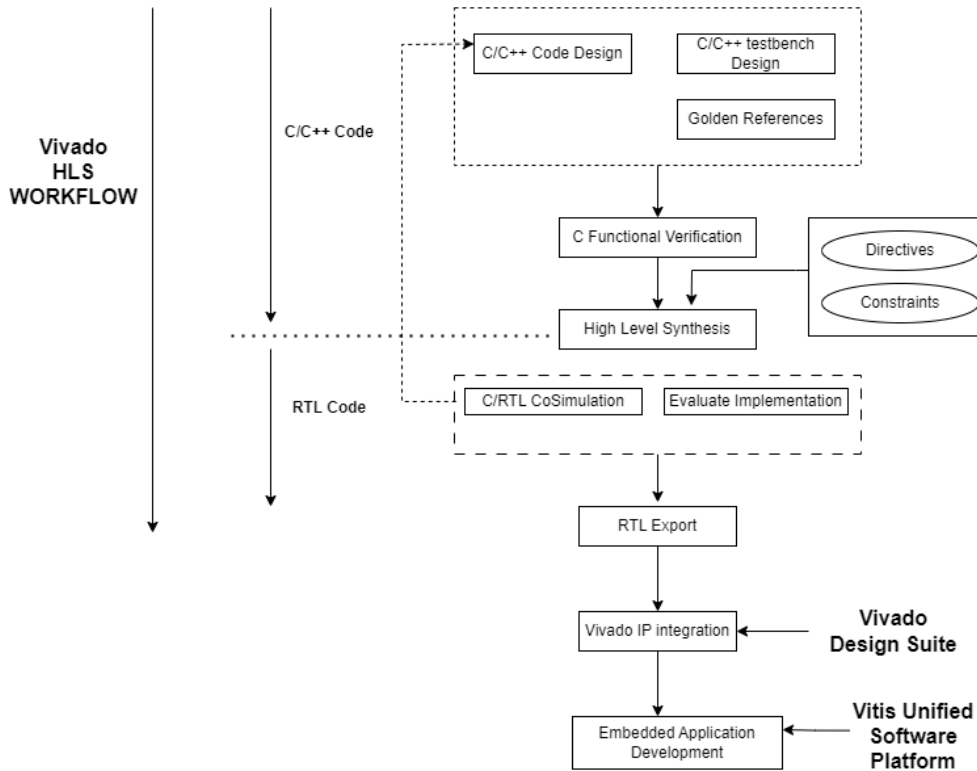 C/C++ Code Design
C/C++ testbench
Design
Golden References
C/C++ Code
Vivado
HLS
WORKFLOW
C Functional Verification
Directives
Constraints
High Level Synthesis
C/RTL CoSimulation
Evaluate Implementation
RTL Code
RTL Export
Vivado IP integration
Vivado
Design Suite
Embedded Application
Development
Vitis Unified
Software
Platform